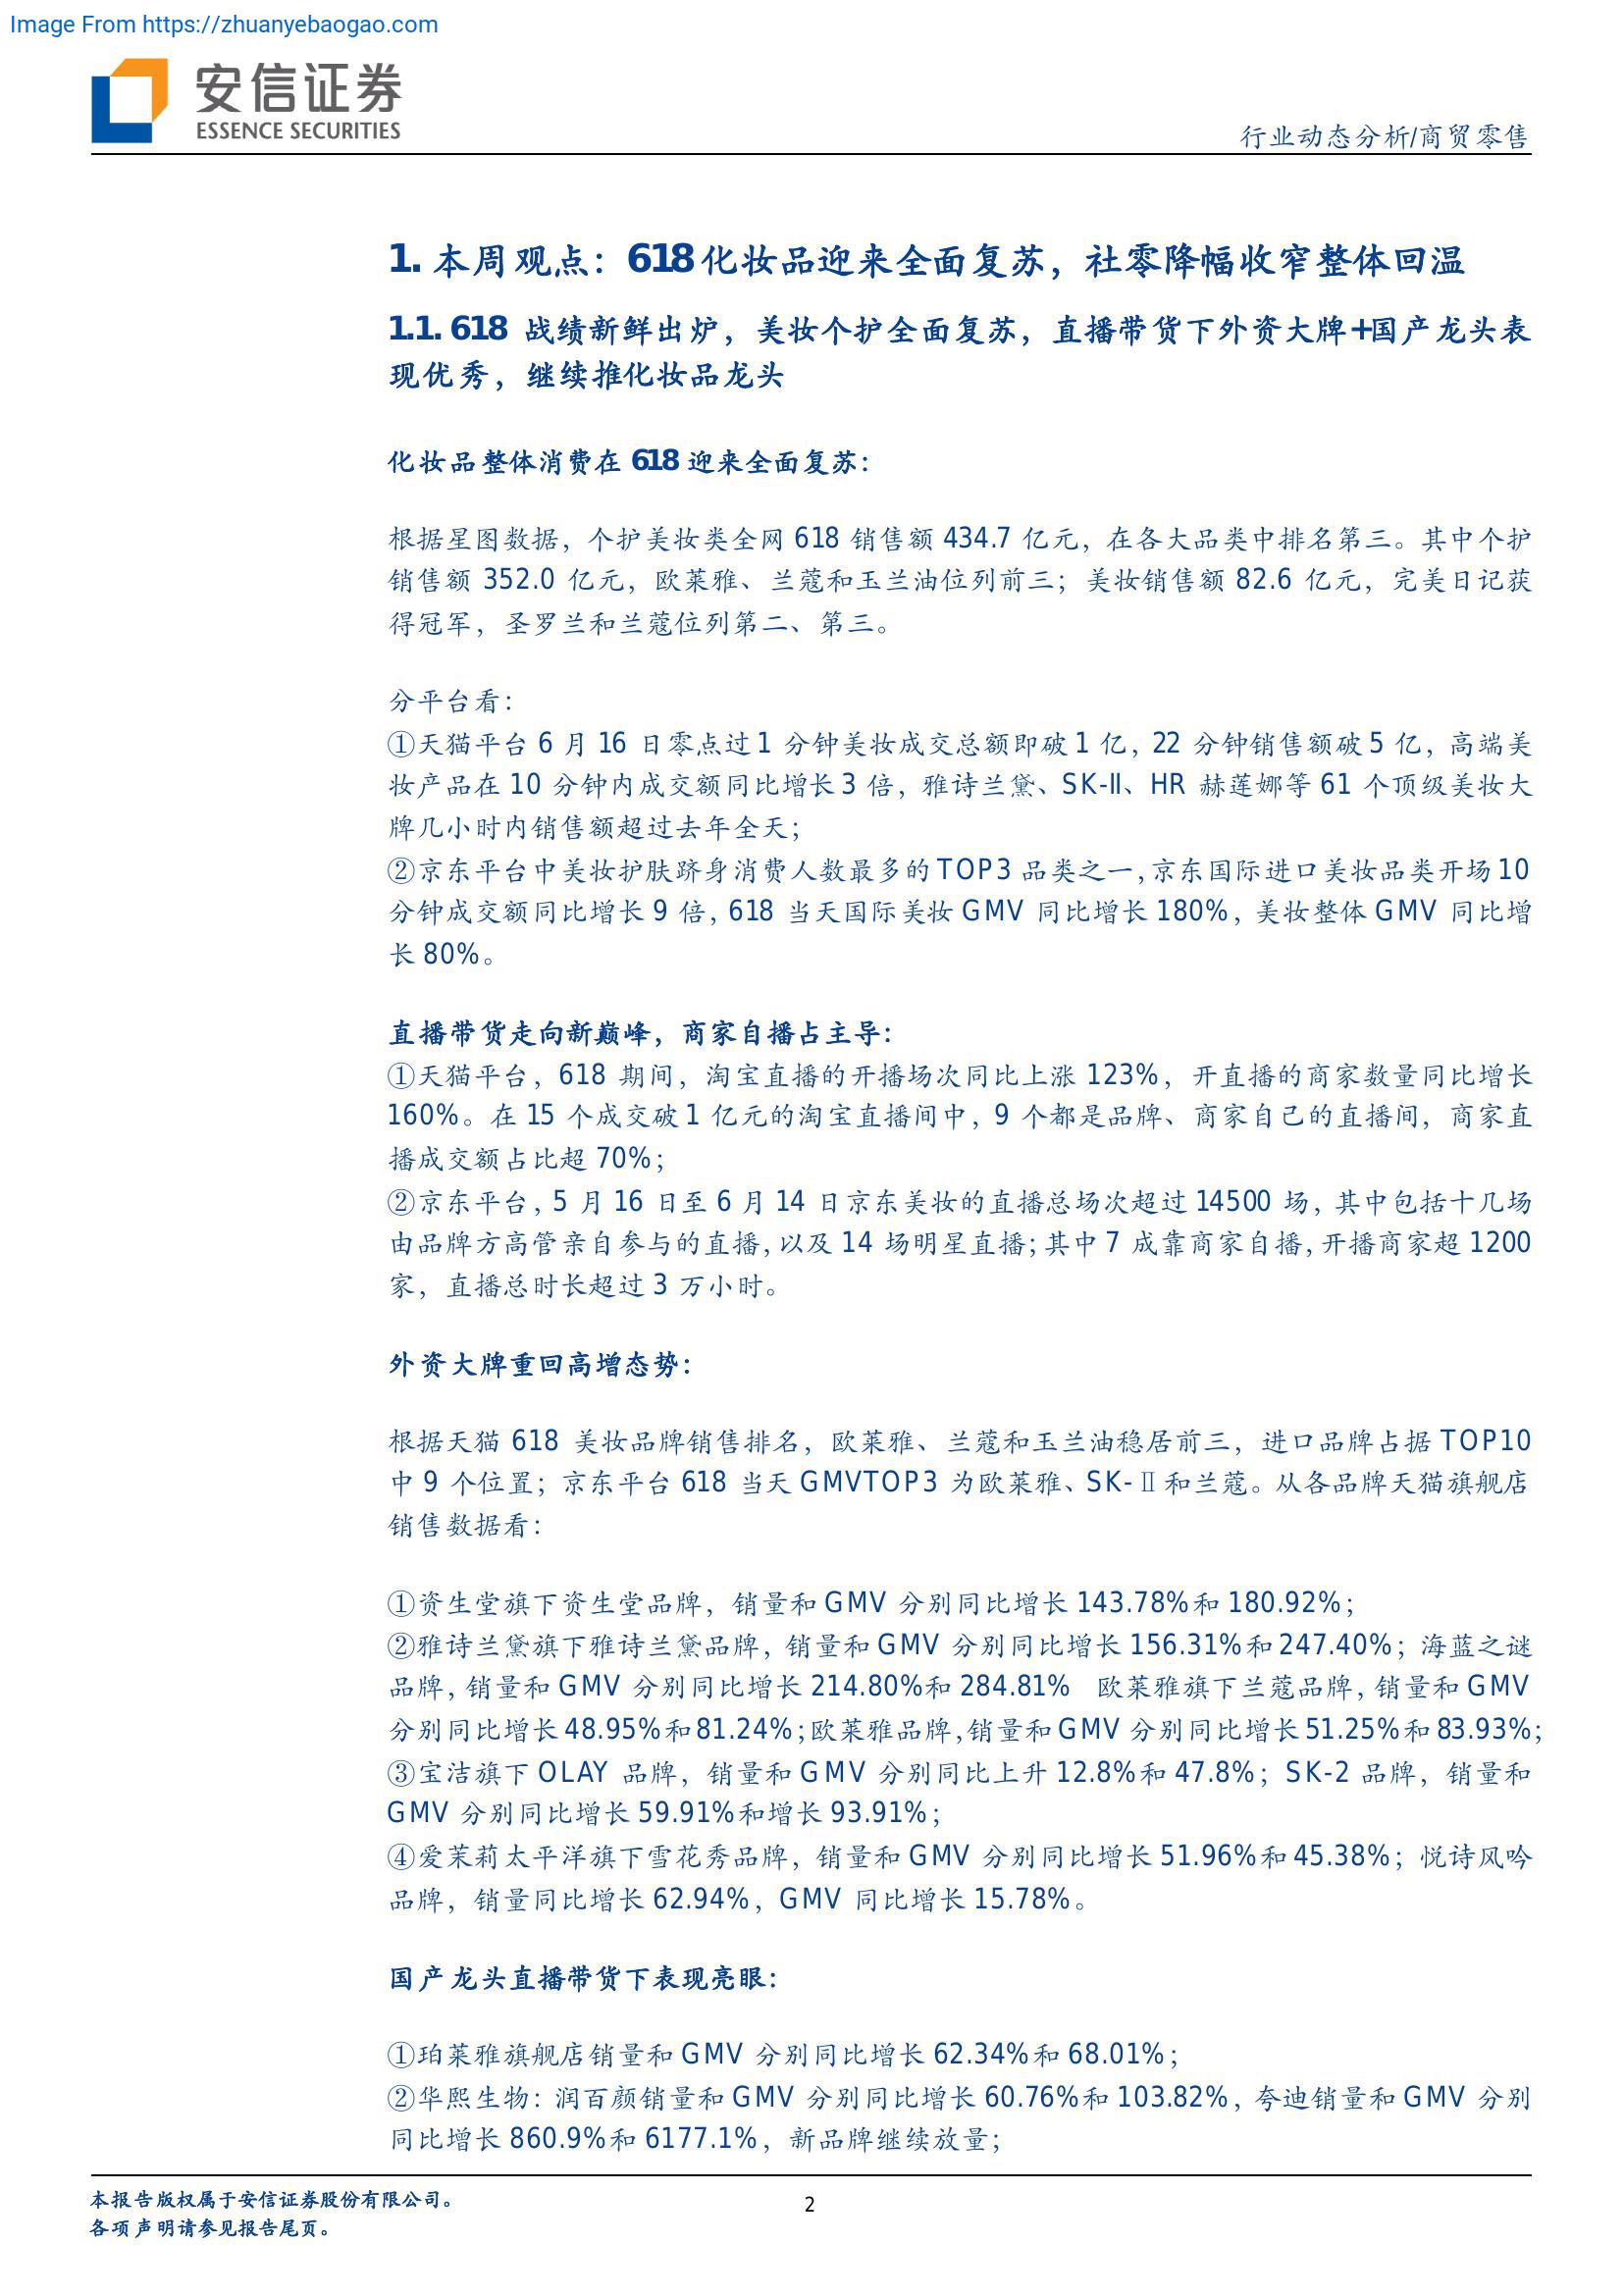 Image From https://zhuanyebaogao.com
安信证券
ESSENCE SECURITIES
行业动态分析/商贸零售
1. 本周观点：618 化妆品迎来全面复苏，社零降幅收窄整体回温
1.1. 618 战绩新鲜出炉，美妆个护全面复苏，直播带货下外资大牌+国产龙头表
现优秀，继续推化妆品龙头
化妆品整体消费在 618 迎来全面复苏：
根据星图数据，个护美妆类全网 618 销售额 434.7 亿元，在各大品类中排名第三。其中个护
销售额 352.0 亿元，欧莱雅、兰蔻和玉兰油位列前三；美妆销售额 82.6 亿元，完美日记获
得冠军，圣罗兰和兰蔻位列第二、第三。
分平台看：
①天猫平台 6 月 16 日零点过 1 分钟美妆成交总额即破 1 亿，22 分钟销售额破 5 亿，高端美
妆产品在 10 分钟内成交额同比增长 3 倍，雅诗兰黛、SK-II、HR 赫莲娜等 61 个顶级美妆大
牌几小时内销售额超过去年全天；
②京东平台中美妆护肤跻身消费人数最多的 TOP3 品类之一，京东国际进口美妆品类开场 10
分钟成交额同比增长 9 倍，618 当天国际美妆 GMV 同比增长 180%，美妆整体 GMV 同比增
长 80%。
直播带货走向新巅峰，商家自播占主导：
①天猫平台，618 期间，淘宝直播的开播场次同比上涨 123%，开直播的商家数量同比增长
160%。在 15 个成交破 1 亿元的淘宝直播间中，9 个都是品牌、商家自己的直播间，商家直
播成交额占比超 70%；
②京东平台，5 月 16 日至 6 月 14 日京东美妆的直播总场次超过 14500 场，其中包括十几场
由品牌方高管亲自参与的直播，以及 14 场明星直播；其中 7 成靠商家自播，开播商家超 1200
家，直播总时长超过 3 万小时。
外资大牌重回高增态势：
根据天猫 618 美妆品牌销售排名，欧莱雅、兰蔻和玉兰油稳居前三，进口品牌占据 TOP10
中 9 个位置；京东平台 618 当天 GMVTOP3 为欧莱雅、SK-Ⅱ和兰蔻。从各品牌天猫旗舰店
销售数据看：
①资生堂旗下资生堂品牌，销量和 GMV 分别同比增长 143.78%和 180.92%；
②雅诗兰黛旗下雅诗兰黛品牌，销量和 GMV 分别同比增长 156.31%和 247.40%；海蓝之谜
品牌，销量和 GMV 分别同比增长 214.80%和 284.81% 欧莱雅旗下兰蔻品牌，销量和 GMV
分别同比增长 48.95%和 81.24%；欧莱雅品牌，销量和 GMV 分别同比增长 51.25%和 83.93%；
③宝洁旗下 OLAY 品牌，销量和 GMV 分别同比上升 12.8%和 47.8%；SK-2 品牌，销量和
GMV 分别同比增长 59.91%和增长 93.91%；
④爱茉莉太平洋旗下雪花秀品牌，销量和 GMV 分别同比增长 51.96%和 45.38%；悦诗风吟
品牌，销量同比增长 62.94%，GMV 同比增长 15.78%。
国产龙头直播带货下表现亮眼：
①珀莱雅旗舰店销量和 GMV 分别同比增长 62.34%和 68.01%；
②华熙生物：润百颜销量和 GMV 分别同比增长 60.76%和 103.82%，夸迪销量和 GMV 分别
同比增长 860.9%和 6177.1%，新品牌继续放量；
本报告版权属于安信证券股份有限公司。
2
各项声明请参见报告尾页。